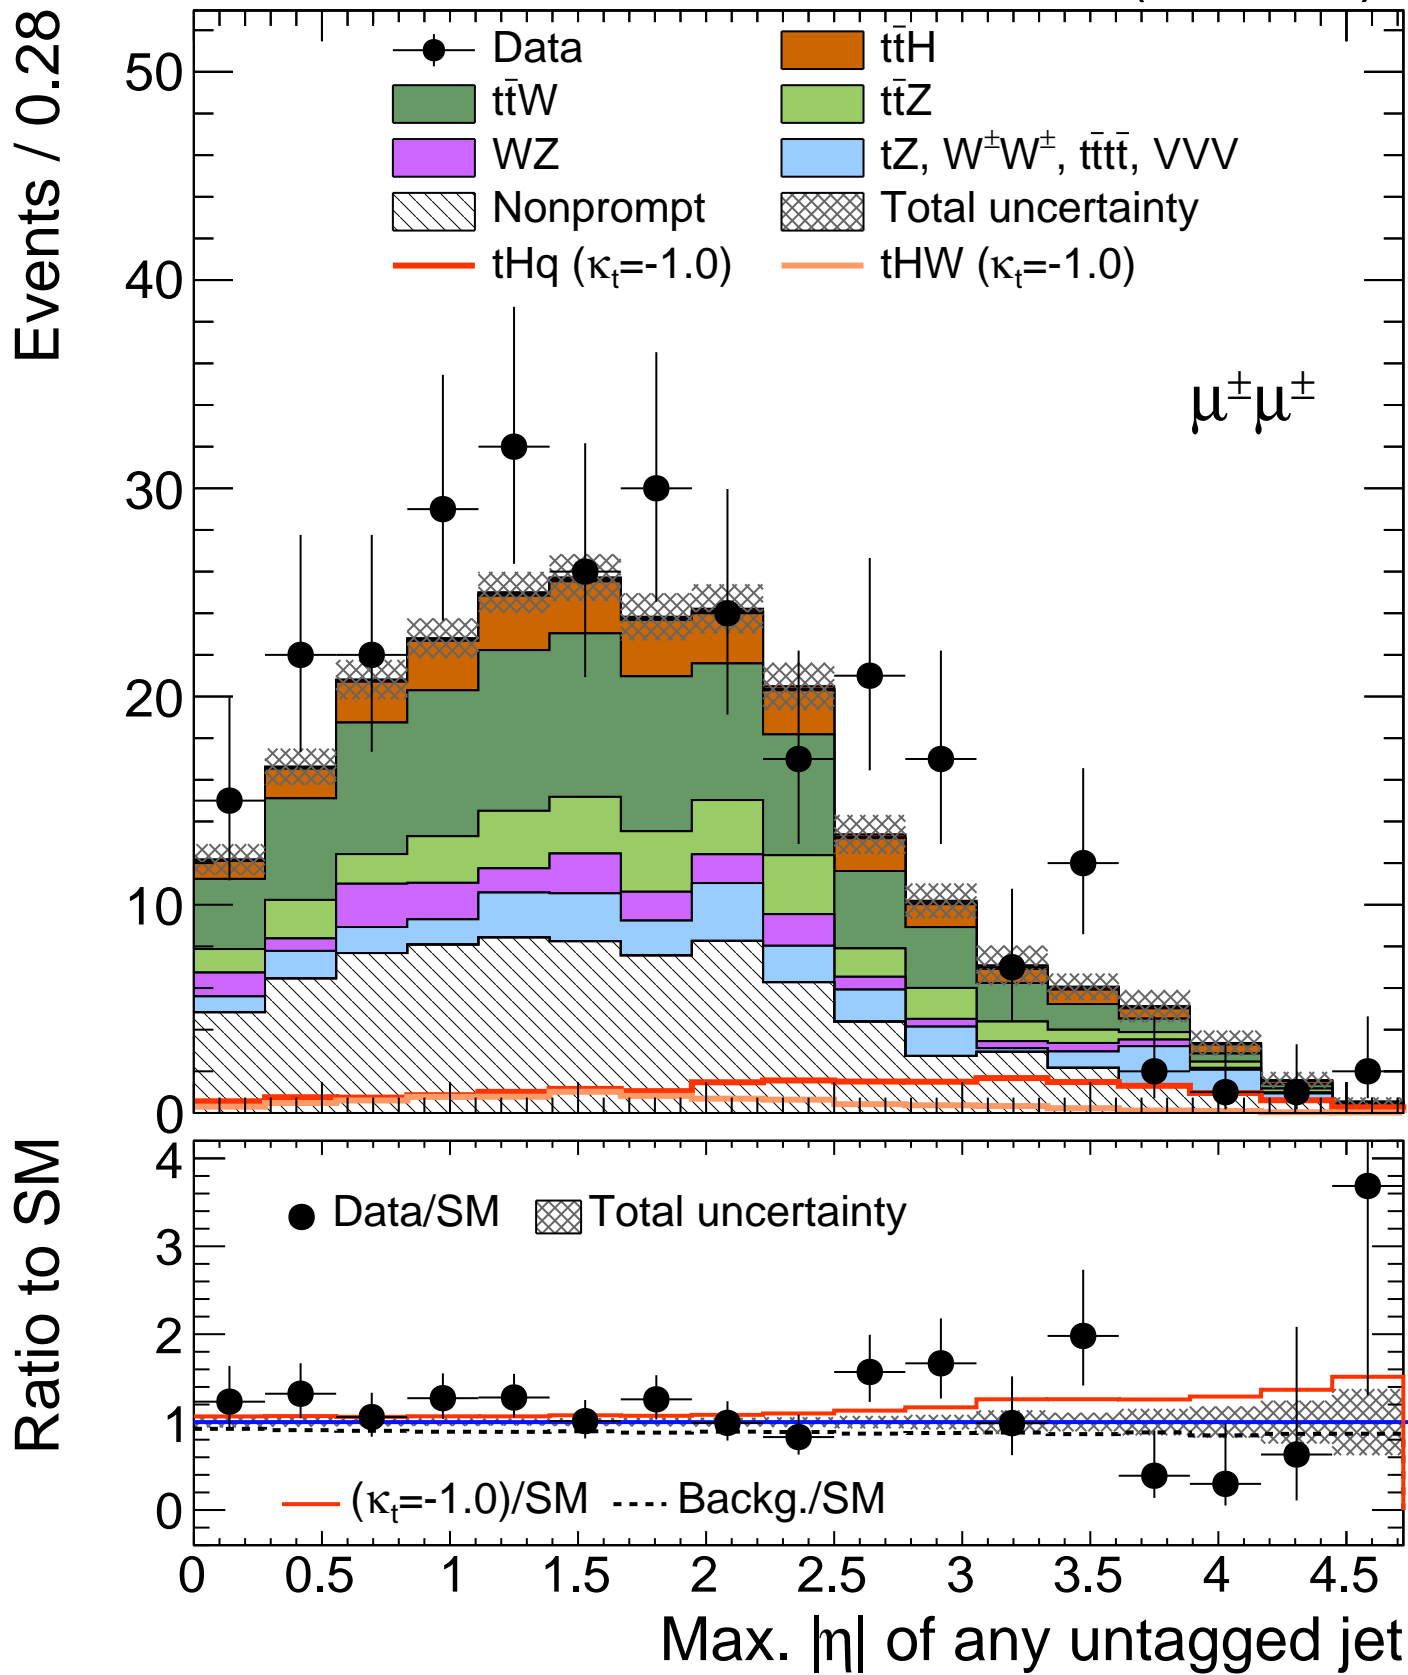 Events / 0.28
50
40
30
20
10
0
Data
tt̄H
tt̄W
tt̄Z
WZ
tZ, W±W±, tt̄tt̄, VVV
Nonprompt
Total uncertainty
tHq (κt=-1.0)
tHW (κt=-1.0)
μ±μ±
Ratio to SM
4
3
2
1
0
Data/SM
Total uncertainty
(κt=-1.0)/SM
Backg./SM
0 0.5 1 1.5 2 2.5 3 3.5 4 4.5
Max. |η| of any untagged jet